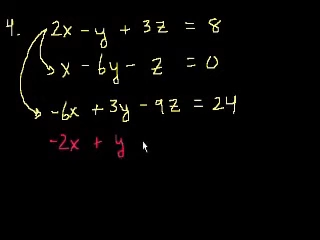 4. 2x - y + 3z = 8
x - 6y - z = 0
-6x + 3y - 9z = 24
-2x + y